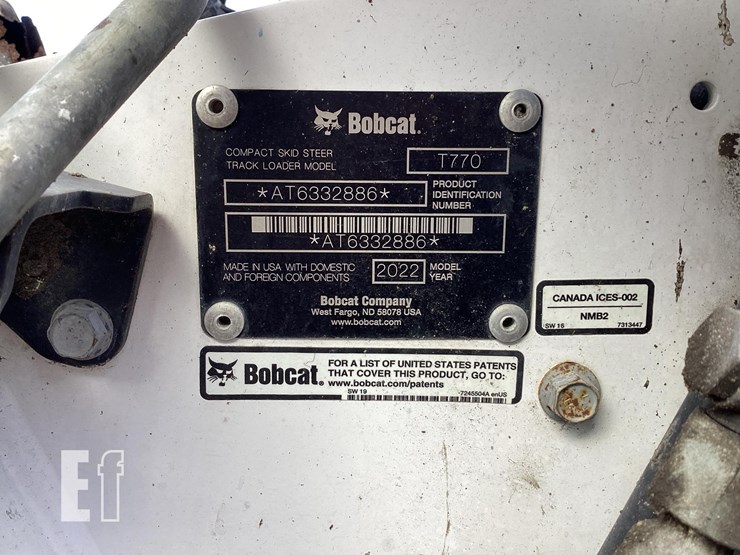 Bobcat.
COMPACT SKID STEER
TRACK LOADER MODEL
T770
*AT6332886*
PRODUCT
IDENTIFICATION
NUMBER
*AT6332886*
MADE IN USA WITH DOMESTIC
AND FOREIGN COMPONENTS
2022
MODEL
YEAR
Bobcat Company
West Fargo, ND 58078 USA
www.bobcat.com
CANADA ICES-002
NMB2
SW 15 7313447
Bobcat.
FOR A LIST OF UNITED STATES PATENTS
THAT COVER THIS PRODUCT, GO TO:
www.bobcat.com/patents
SW 19 7245504A enUS
Ef